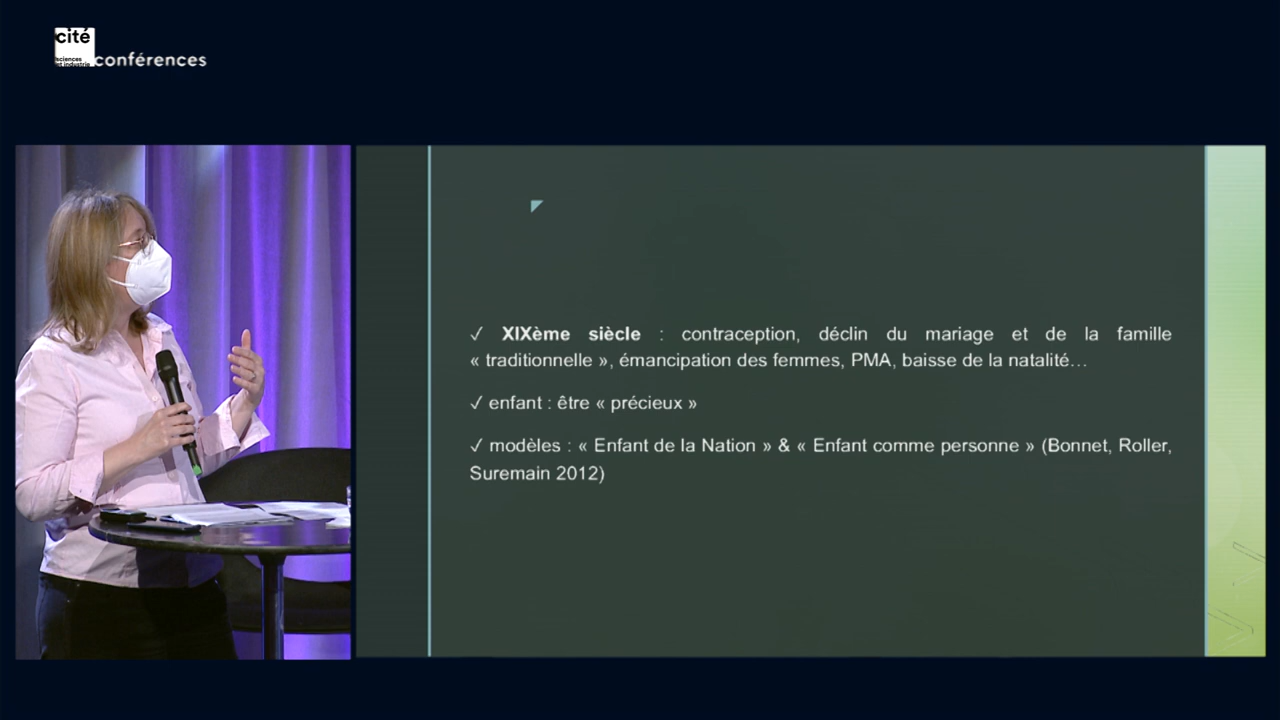 cité
sciences
et industrie
conférences
✓ XIXème siècle : contraception, déclin du mariage et de la famille
« traditionnelle », émancipation des femmes, PMA, baisse de la natalité…
✓ enfant : être « précieux »
✓ modèles : « Enfant de la Nation » & « Enfant comme personne » (Bonnet, Roller,
Suremain 2012)